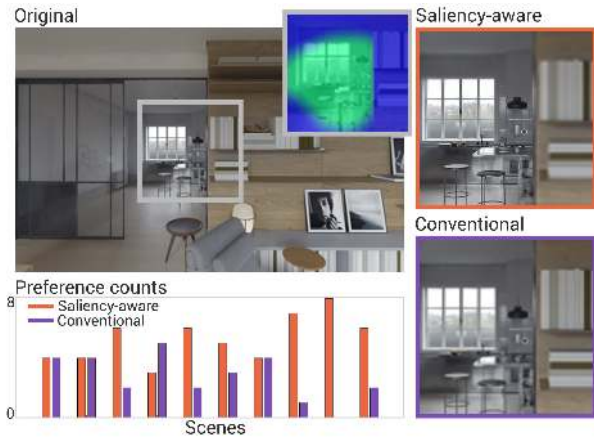 Original
Saliency-aware
Conventional
Preference counts
8
Saliency-aware
Conventional
0
Scenes